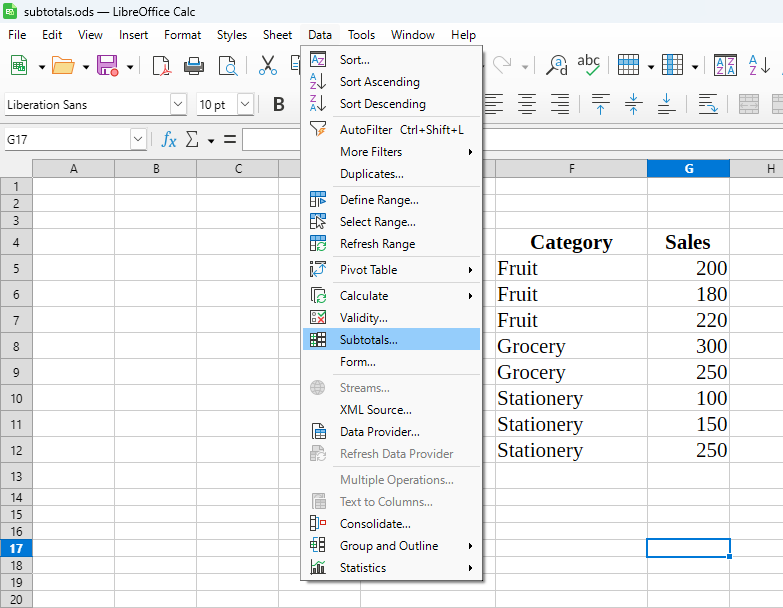 subtotals.ods — LibreOffice Calc
File Edit View Insert Format Styles Sheet Data Tools Window Help
abc
Liberation Sans 10 pt B
G17 fx Σ =
A B C F G H
1
2
3
4 Category Sales
5 Fruit 200
6 Fruit 180
7 Fruit 220
8 Grocery 300
9 Grocery 250
10 Stationery 100
11 Stationery 150
12 Stationery 250
13
14
15
16
17
18
19
20
Sort...
Sort Ascending
Sort Descending
AutoFilter Ctrl+Shift+L
More Filters
Duplicates...
Define Range...
Select Range...
Refresh Range
Pivot Table
Calculate
Validity...
Subtotals...
Form...
Streams...
XML Source...
Data Provider...
Refresh Data Provider
Multiple Operations...
Text to Columns...
Consolidate...
Group and Outline
Statistics